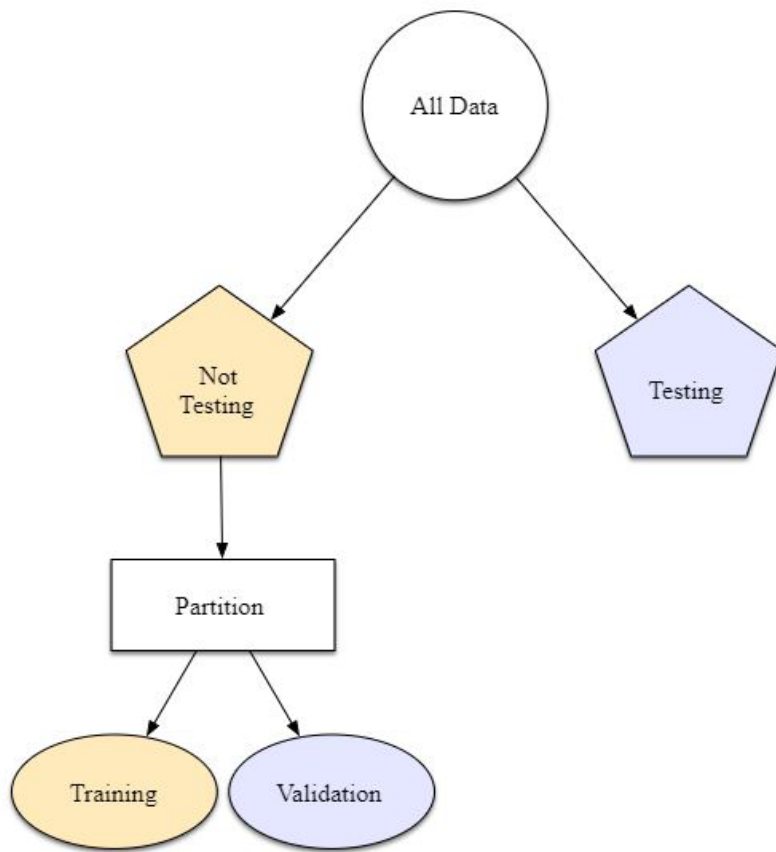 All Data
Not
Testing
Testing
Partition
Training
Validation